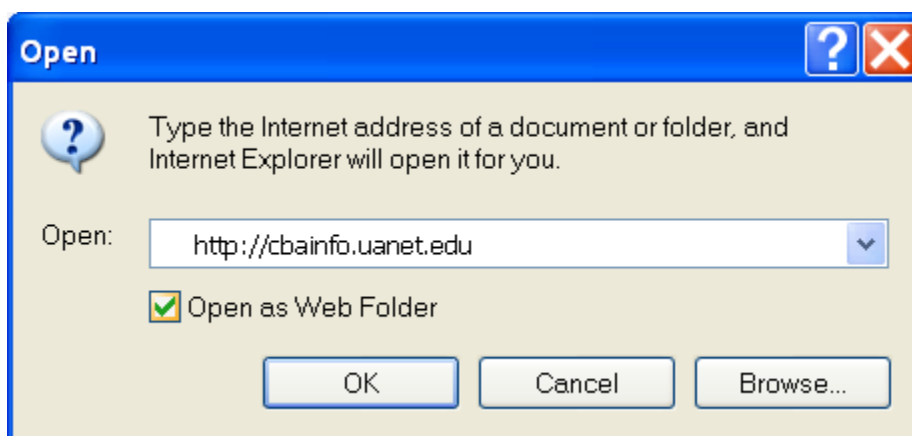 Open
Type the Internet address of a document or folder, and
Internet Explorer will open it for you.
Open: http://cbainfo.uanet.edu
Open as Web Folder
OK Cancel Browse...